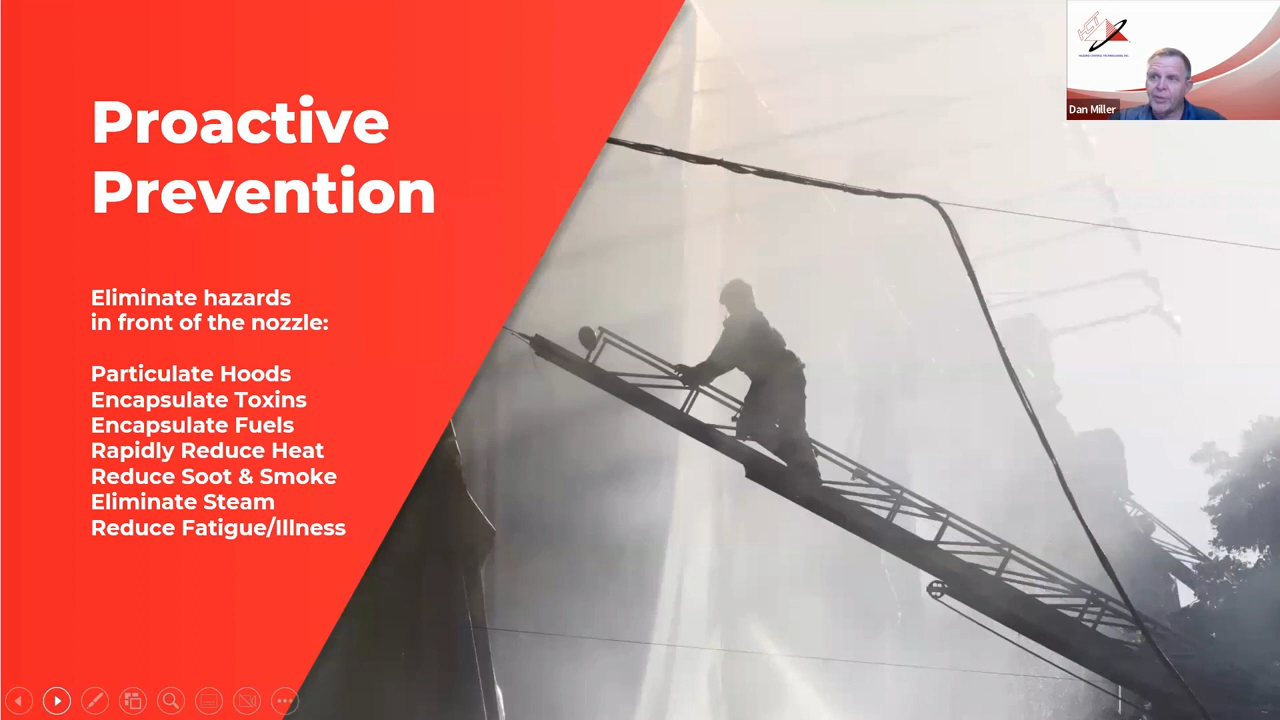 Proactive
Prevention
Eliminate hazards
in front of the nozzle:
Particulate Hoods
Encapsulate Toxins
Encapsulate Fuels
Rapidly Reduce Heat
Reduce Soot & Smoke
Eliminate Steam
Reduce Fatigue/Illness
HCT
Dan Miller